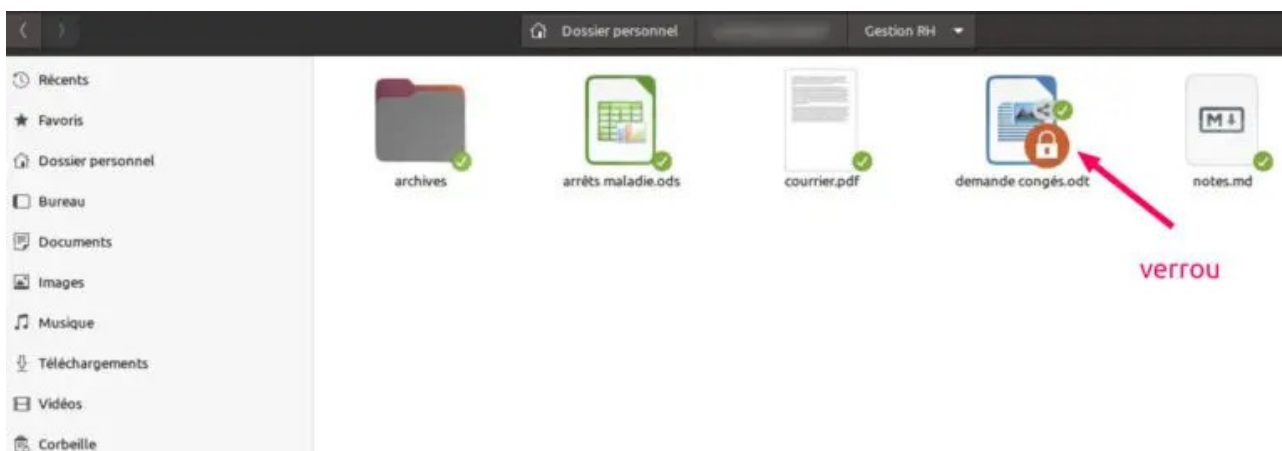 Dossier personnel
Gestion RH
Récents
Favoris
Dossier personnel
Bureau
Documents
Images
Musique
Téléchargements
Vidéos
Corbeille
archives
arrêts maladie.ods
courrier.pdf
demande congés.odt
M
notes.md
verrou